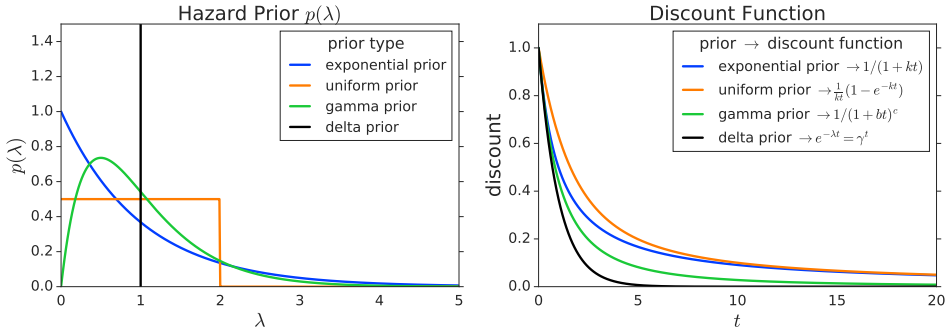 Hazard Prior p(λ)
p(λ)
1.4
1.2
1.0
0.8
0.6
0.4
0.2
0.0
prior type
exponential prior
uniform prior
gamma prior
delta prior
0 1 2 3 4 5
λ
Discount Function
discount
1.0
0.8
0.6
0.4
0.2
0.0
prior → discount function
exponential prior → 1/(1 + kt)
uniform prior → \frac{1}{kt}(1 − e^{−kt})
gamma prior → 1/(1 + bt)^c
delta prior → e^{−λt} = γ^t
0 5 10 15 20
t